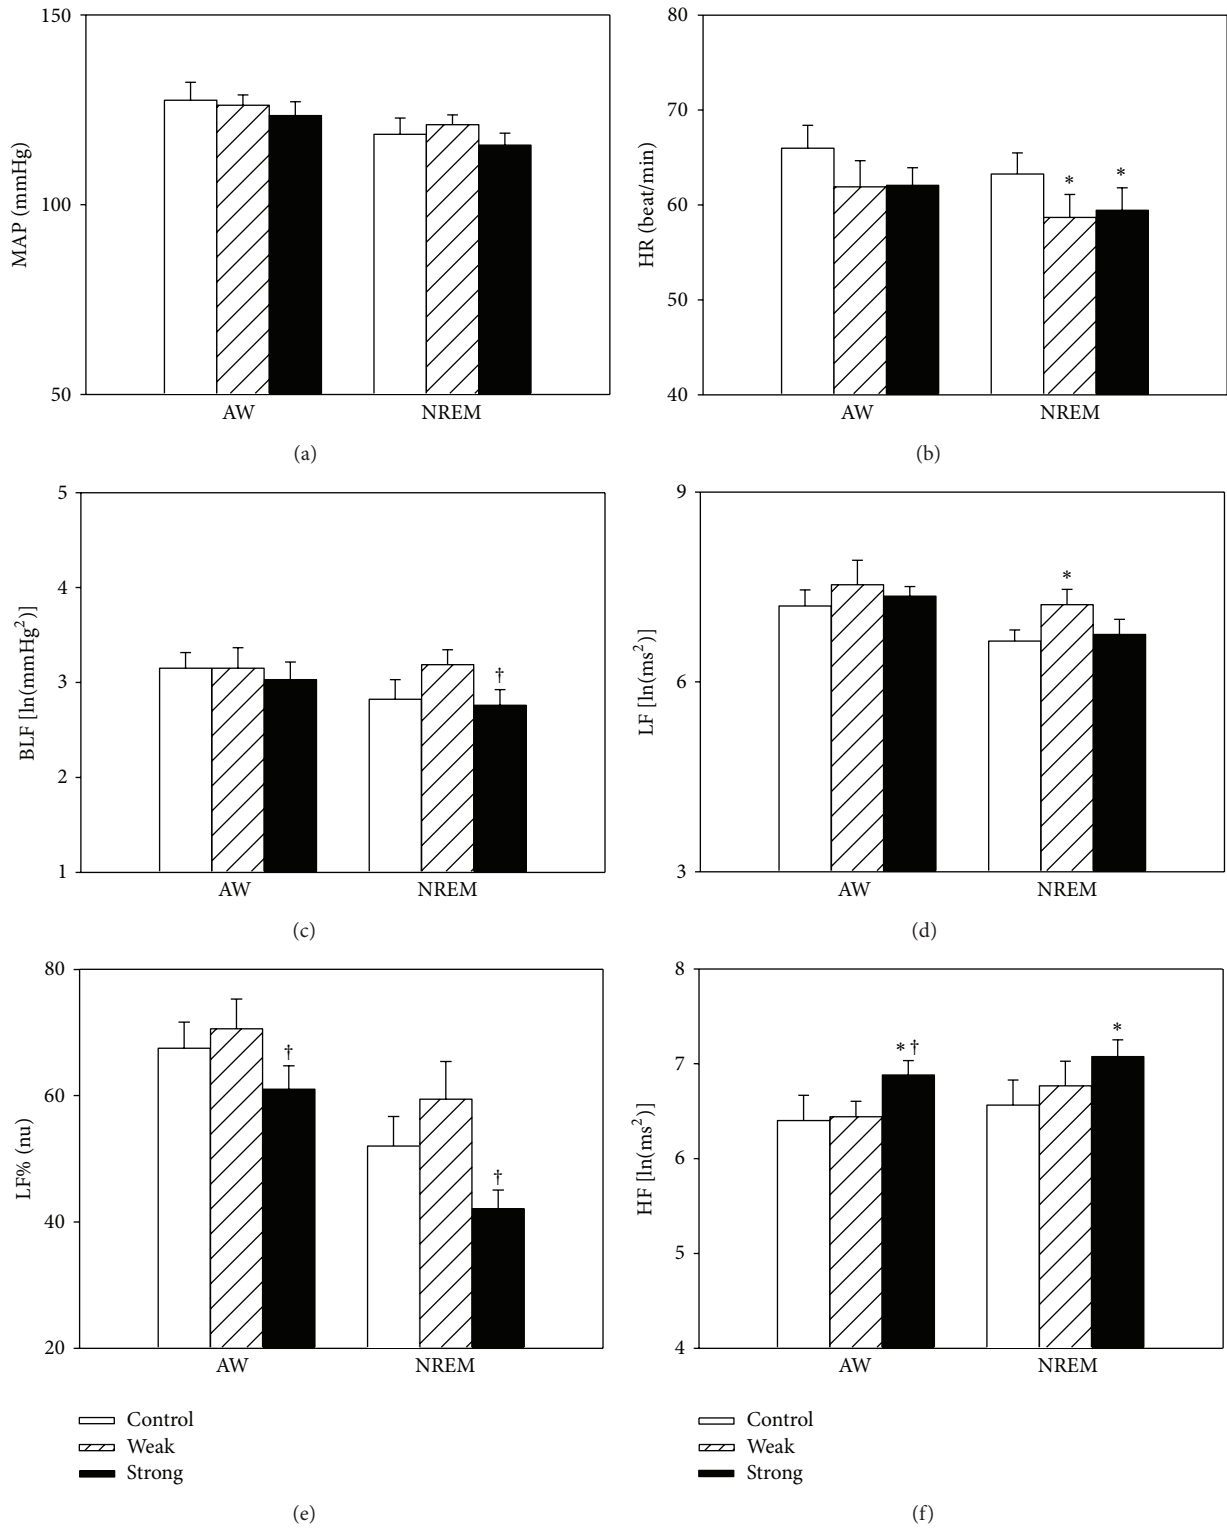 150
100
50
MAP (mmHg)
AW
NREM
(a)
80
70
60
50
40
HR (beat/min)
* *
AW
NREM
(b)
5
4
3
2
1
BLF [ln(mmHg²)]
†
AW
NREM
(c)
9
6
3
LF [ln(ms²)]
*
AW
NREM
(d)
80
60
40
20
LF% (nu)
†
†
AW
NREM
Control
Weak
Strong
(e)
8
7
6
5
4
HF [ln(ms²)]
* †
*
AW
NREM
Control
Weak
Strong
(f)